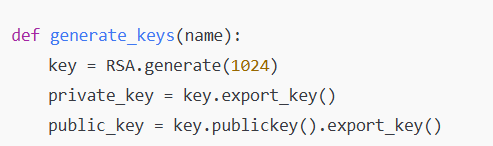 def generate_keys(name):
    key = RSA.generate(1024)
    private_key = key.export_key()
    public_key = key.publickey().export_key()